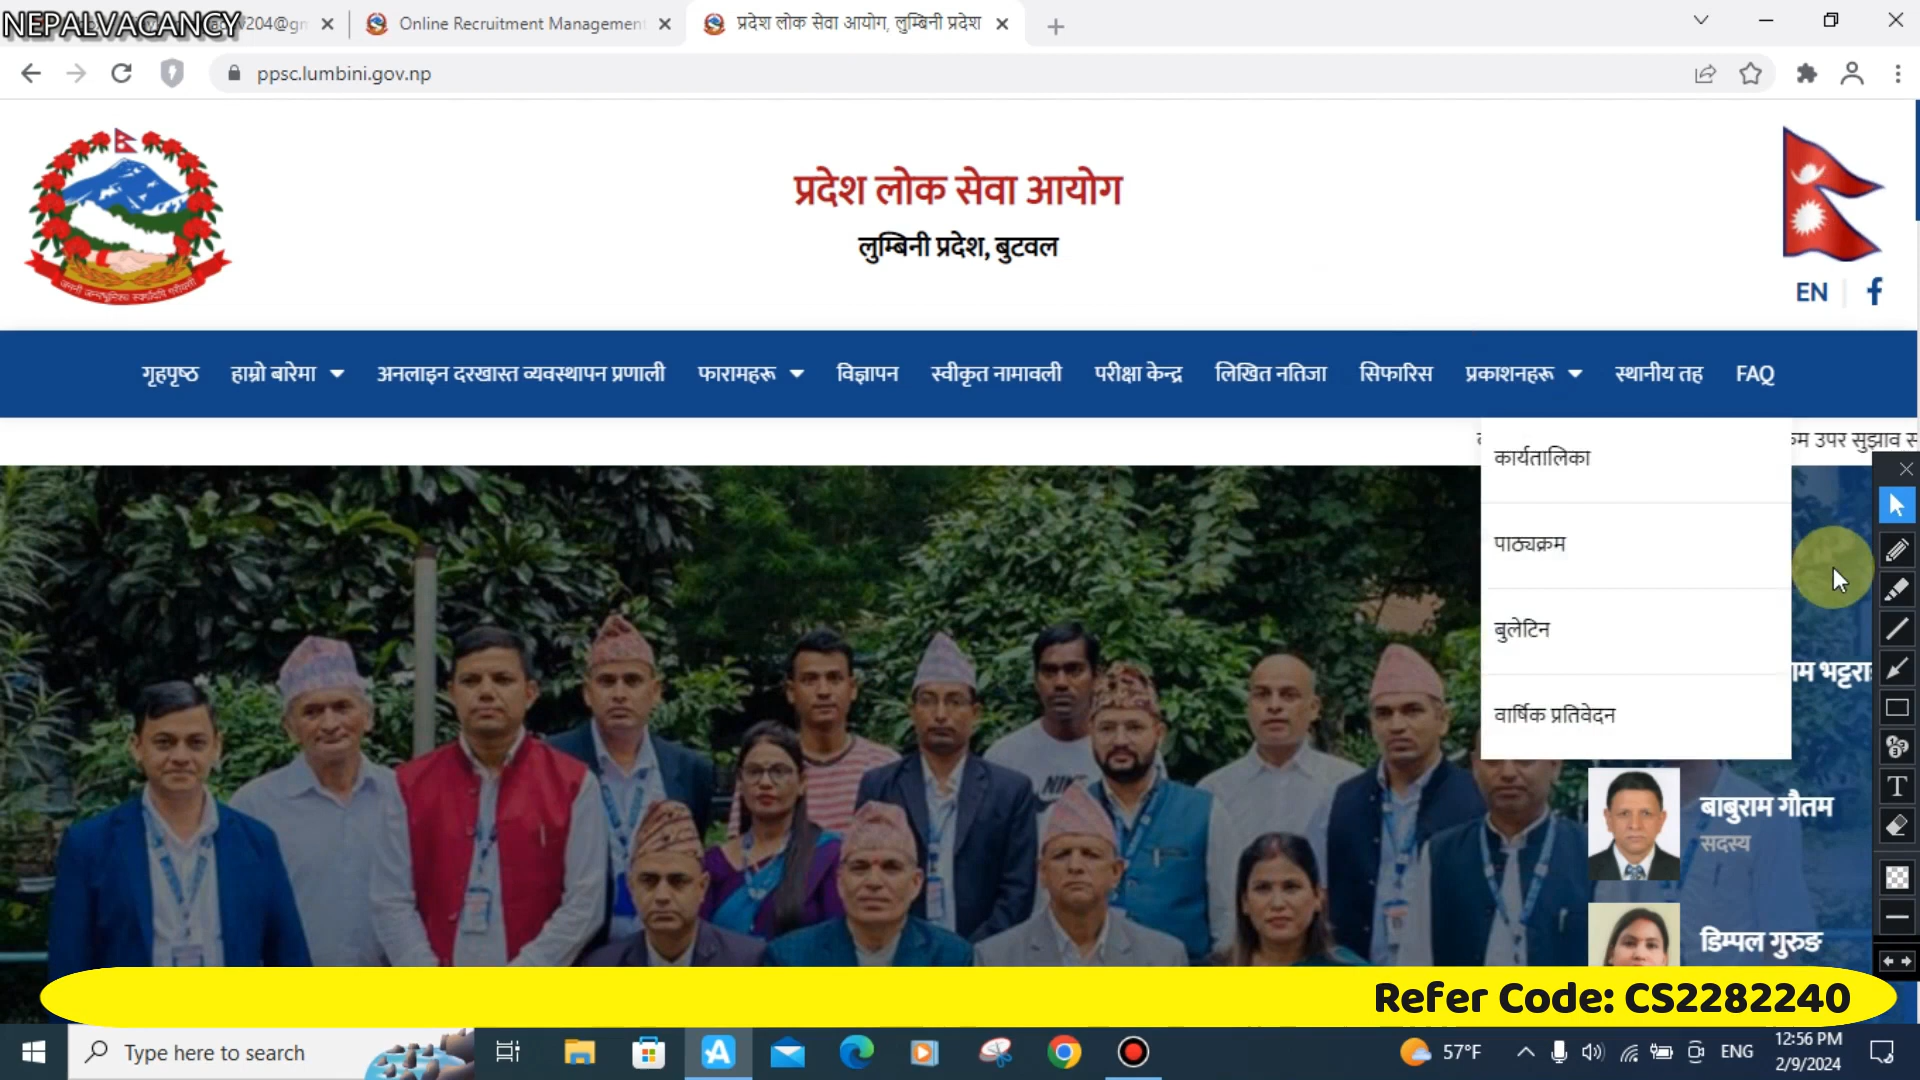 NEPALVACANCY
204@gm
Online Recruitment Managemen
प्रदेश लोक सेवा आयोग, लुम्बिनी प्रदेश
ppsc.lumbini.gov.np
प्रदेश लोक सेवा आयोग
लुम्बिनी प्रदेश, बुटवल
EN
गृहपृष्ठ हाम्रो बारेमा अनलाइन दरखास्त व्यवस्थापन प्रणाली फारामहरू विज्ञापन स्वीकृत नामावली परीक्षा केन्द्र लिखित नतिजा सिफारिस प्रकाशनहरू स्थानीय तह FAQ
उपर सुझाव
कार्यतालिका
पाठ्यक्रम
बुलेटिन
वार्षिक प्रतिवेदन
बाबुराम गौतम
सदस्य
डिम्पल गुरुङ
Refer Code: CS2282240
Type here to search
57°F
ENG
12:56 PM
2/9/2024